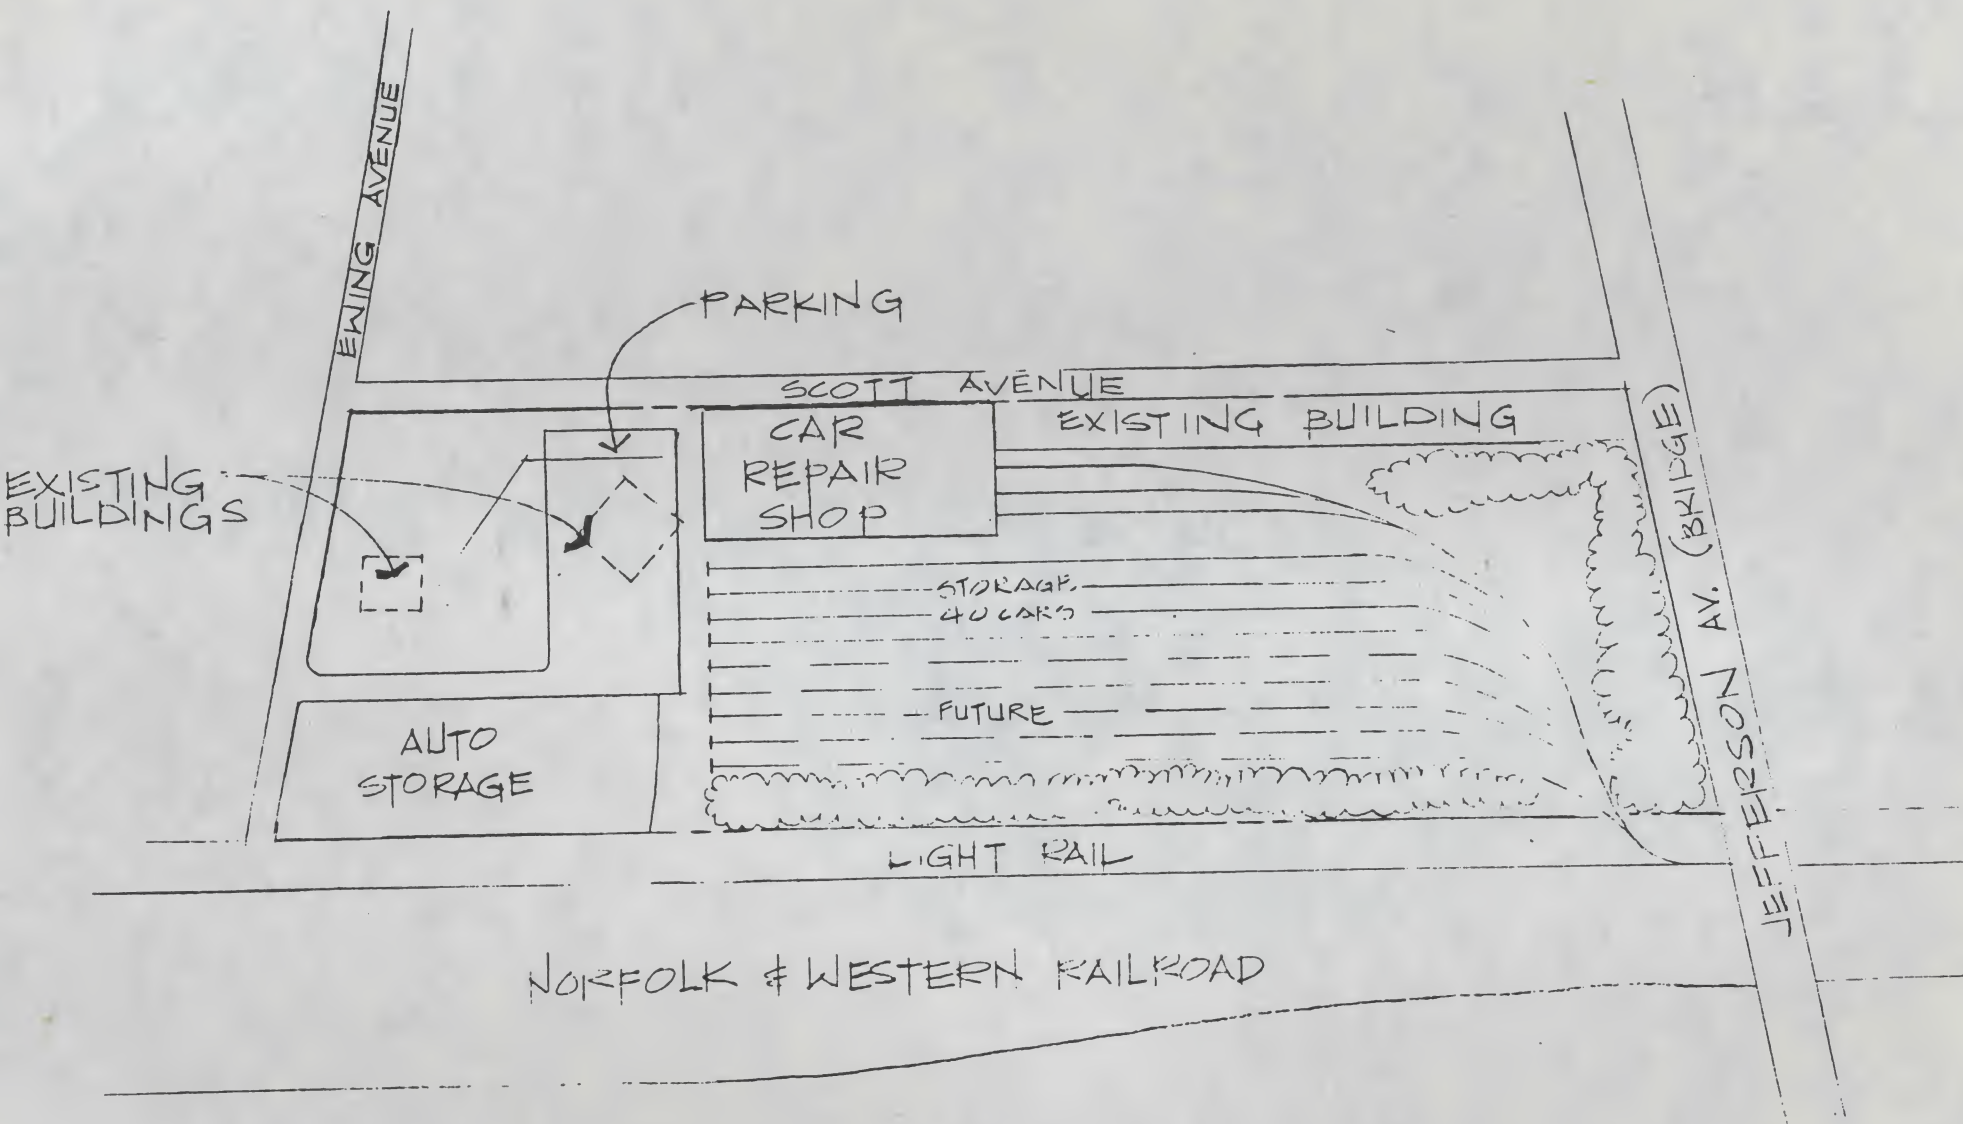 EWING AVENUE
PARKING
SCOTT AVENUE
EXISTING BUILDING
CAR
REPAIR
SHOP
EXISTING
BUILDINGS
JEFFERSON AV. (BRIDGE)
STORAGE
40 CARS
FUTURE
AUTO
STORAGE
LIGHT RAIL
NORFOLK & WESTERN RAILROAD